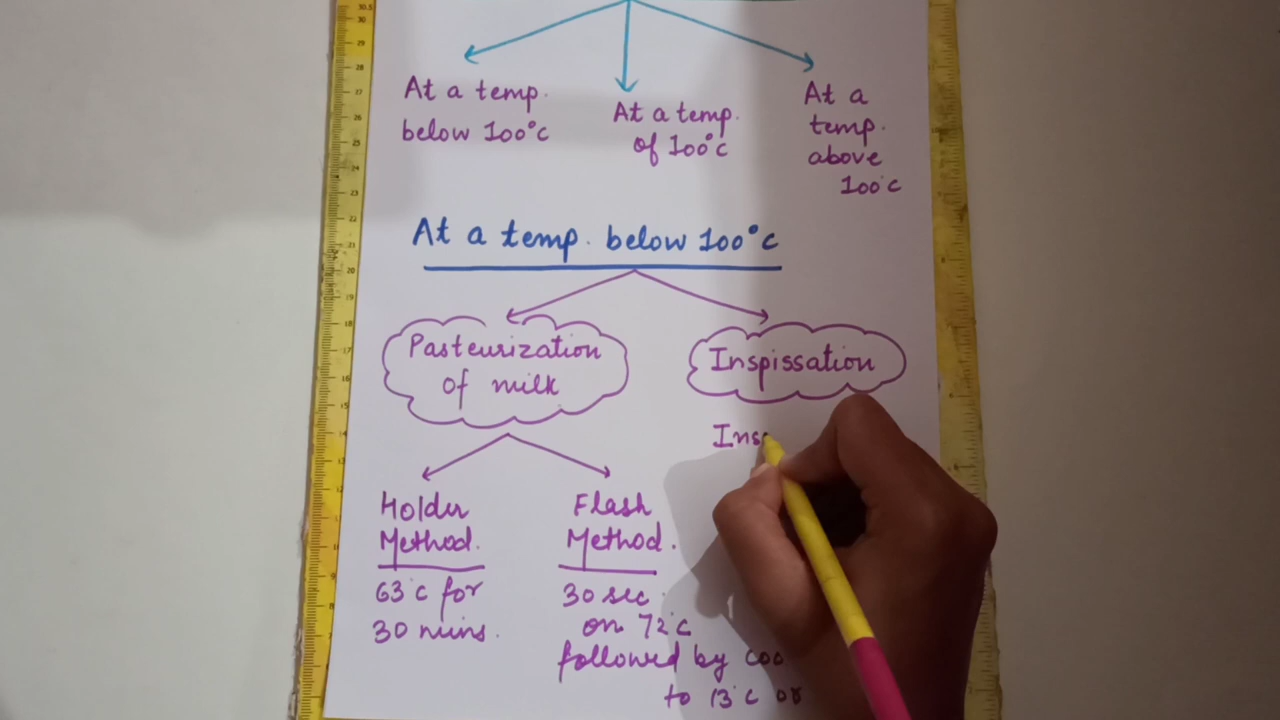 At a temp.
below 100°c
At a temp.
of 100°c
At a
temp.
above
100°c
At a temp. below 100°c
Pasteurization
of milk
Inspissation
Ins
Holder
Method.
63°c for
30 mins.
Flash
Method.
30 sec
on 72°c
followed by
to 13°c or